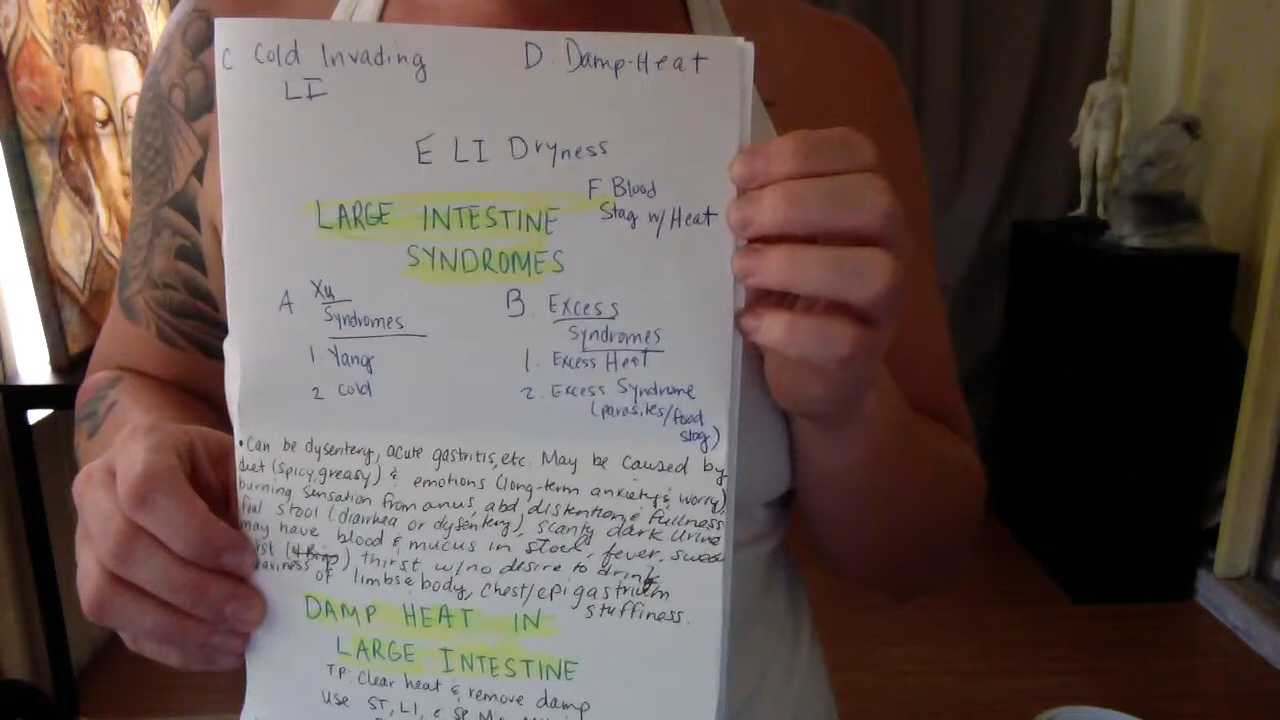 C Cold Invading
LI
D. Damp-Heat
E LI Dryness
F. Blood
Stag w/Heat
LARGE INTESTINE
SYNDROMES
A Xu
Syndromes
1 Yang
2 cold
B Excess
Syndromes
1. Excess Heat
2. Excess Syndrome
(parasites/food
stag)
• Can be dysentery, acute gastritis, etc. May be caused by
diet (spicy, greasy) & emotions (long-term anxiety & worry)
burning sensation from anus, abd distention & fullness
foul stool (diarrhea or dysentery), scanty dark urine
may have blood & mucus in stool, fever, sweat
thirst w/no desire to drink
heaviness of limbs & body, chest/epigastrium
stuffiness.
DAMP HEAT IN
LARGE INTESTINE
TP: Clear heat & remove damp
Use ST, LI, & SP